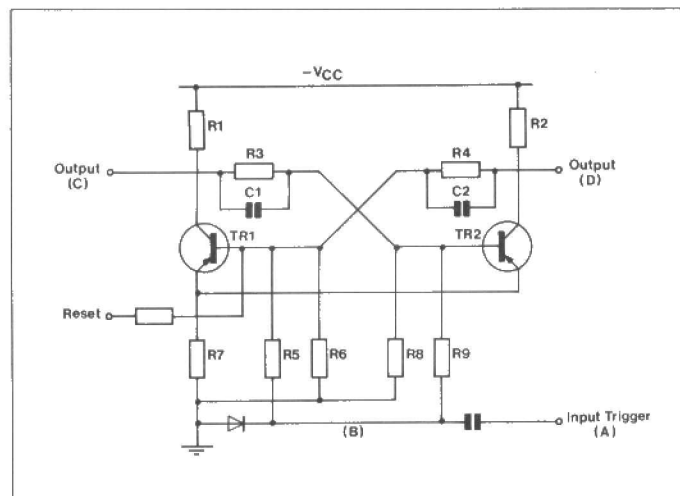 -VCC
R1
R2
Output
(C)
R3
R4
Output
(D)
C1
C2
TR1
TR2
Reset
R7
R5
R6
R8
R9
(B)
Input Trigger
(A)